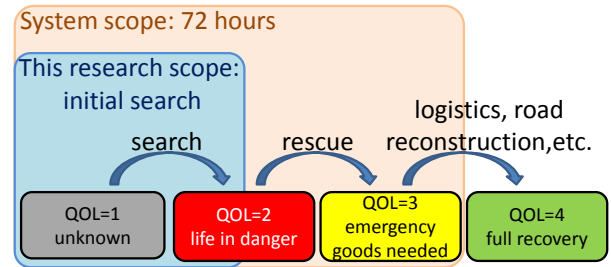 System scope: 72 hours
This research scope:
initial search
search
rescue
logistics, road
reconstruction,etc.
QOL=1
unknown
QOL=2
life in danger
QOL=3
emergency
goods needed
QOL=4
full recovery